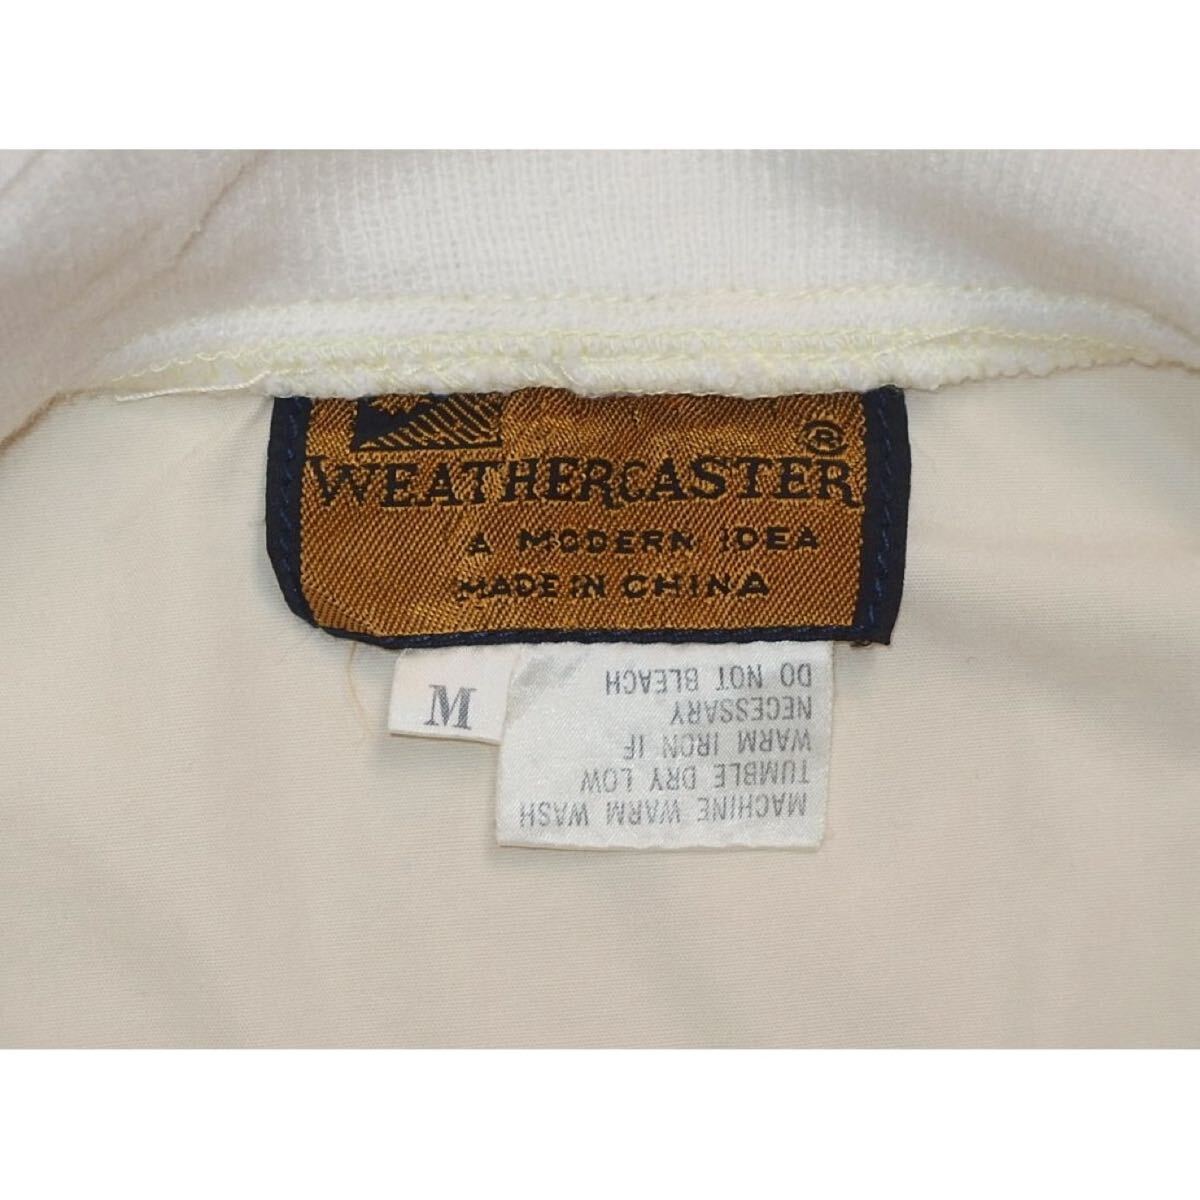 ®
WEATHERCASTER
A MODERN IDEA
MADE IN CHINA
M
MACHINE WARM WASH
TUMBLE DRY LOW
WARM IRON IF
NECESSARY
DO NOT BLEACH